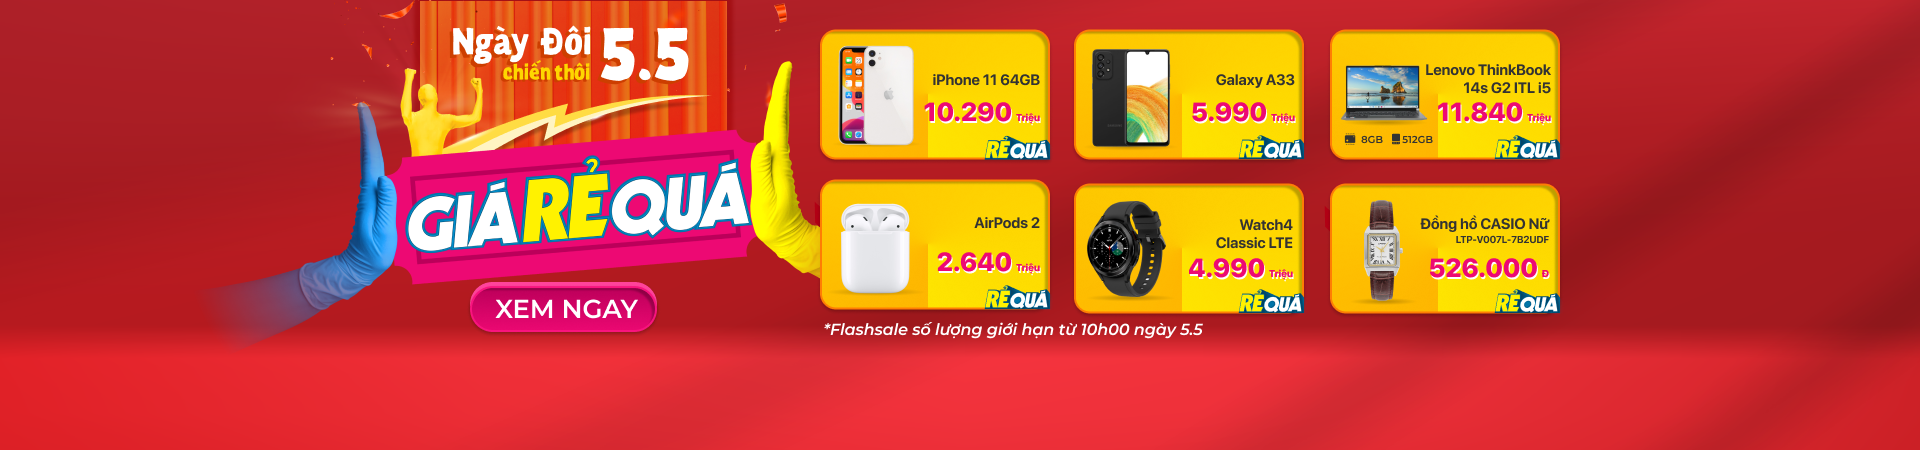 Ngày Đôi
chiến thôi
5.5
GIÁ RẺ QUÁ
XEM NGAY
iPhone 11 64GB
10.290 Triệu
RẺ QUÁ
Galaxy A33
5.990 Triệu
RẺ QUÁ
Lenovo ThinkBook
14s G2 ITL i5
11.840 Triệu
8GB 512GB
RẺ QUÁ
AirPods 2
2.640 Triệu
RẺ QUÁ
Watch4
Classic LTE
4.990 Triệu
RẺ QUÁ
Đồng hồ CASIO Nữ
LTP-V007L-7B2UDF
526.000 Đ
RẺ QUÁ
*Flashsale số lượng giới hạn từ 10h00 ngày 5.5